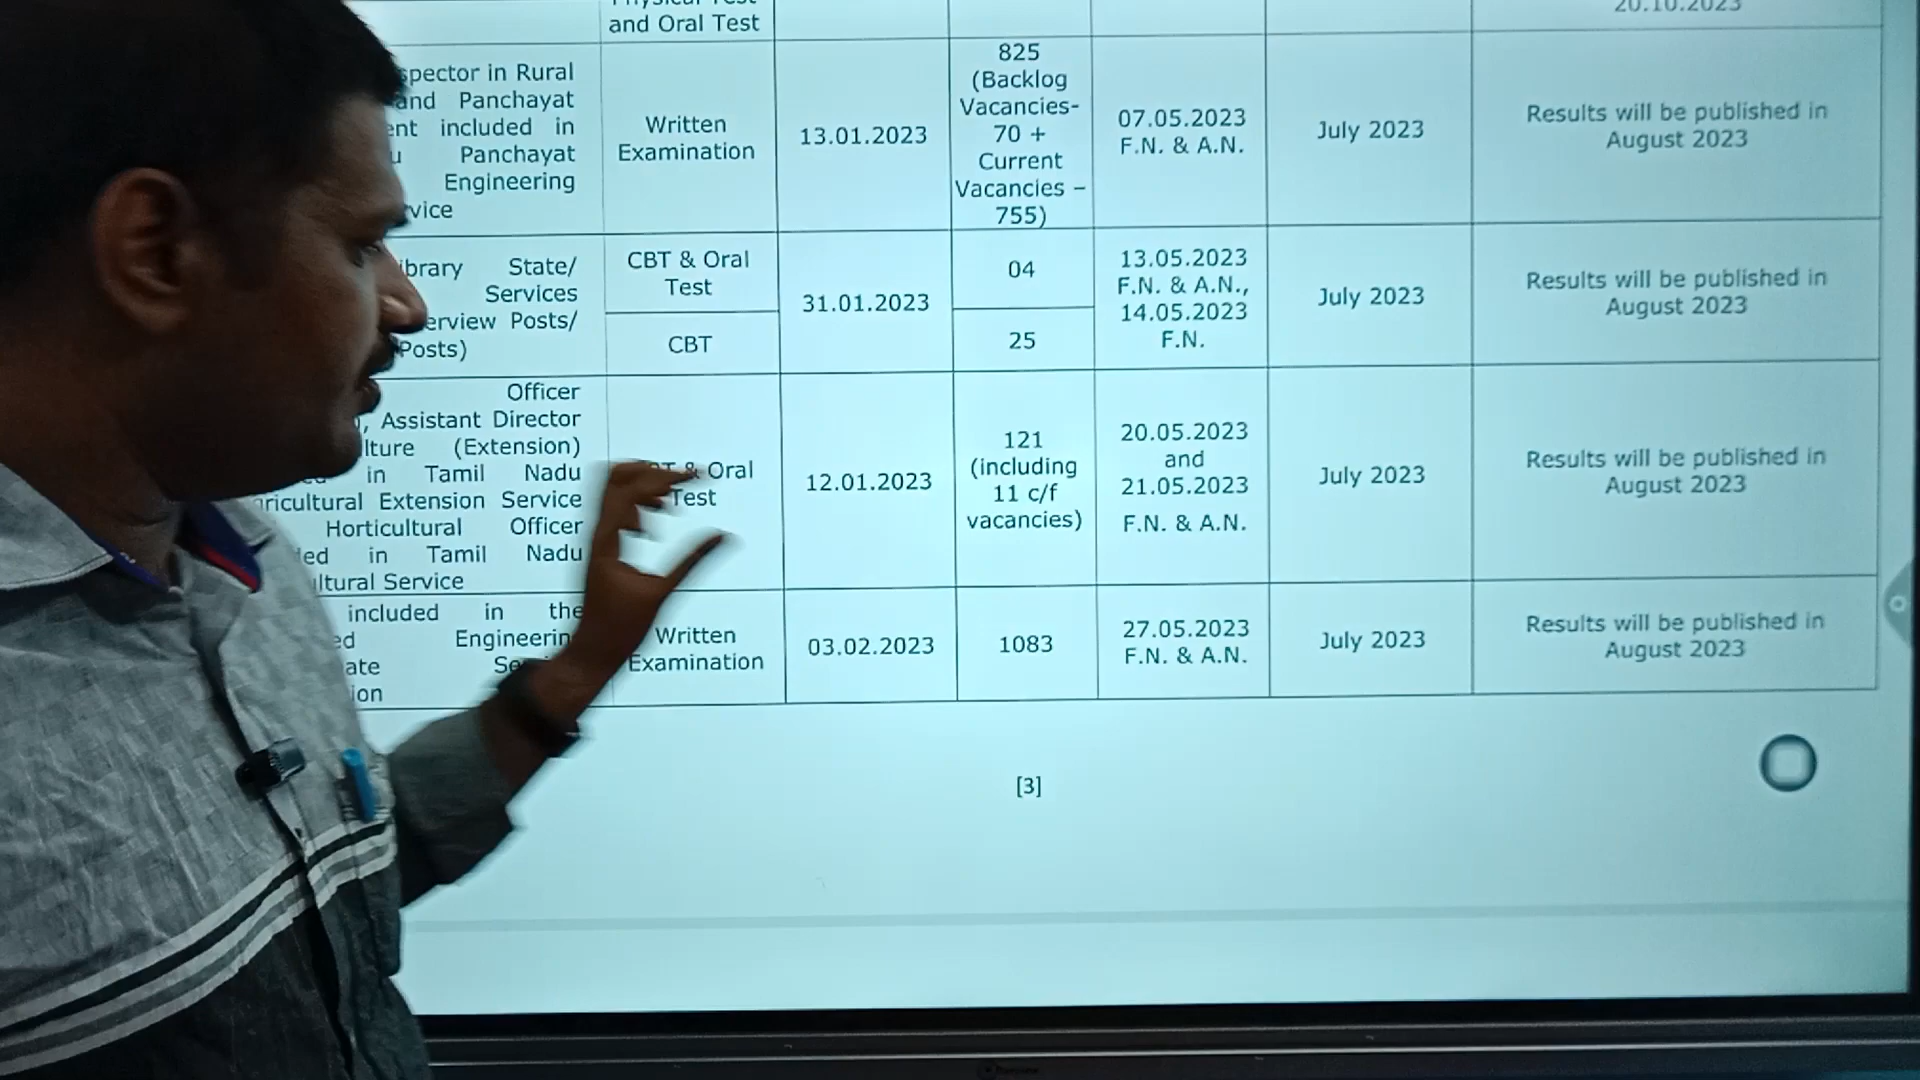 and Oral Test
20.10.2023
spector in Rural
and Panchayat
ent included in
u Panchayat
Engineering
vice
Written
Examination
13.01.2023
825
(Backlog
Vacancies-
70 +
Current
Vacancies –
755)
07.05.2023
F.N. & A.N.
July 2023
Results will be published in
August 2023
ibrary State/
Services
erview Posts/
Posts)
CBT & Oral
Test
CBT
31.01.2023
04
25
13.05.2023
F.N. & A.N.,
14.05.2023
F.N.
July 2023
Results will be published in
August 2023
Officer
, Assistant Director
lture (Extension)
in Tamil Nadu
gricultural Extension Service
Horticultural Officer
ed in Tamil Nadu
ltural Service
& Oral
Test
12.01.2023
121
(including
11 c/f
vacancies)
20.05.2023
and
21.05.2023
F.N. & A.N.
July 2023
Results will be published in
August 2023
included in the
ed Engineerin
ate Se
ion
Written
Examination
03.02.2023
1083
27.05.2023
F.N. & A.N.
July 2023
Results will be published in
August 2023
[3]